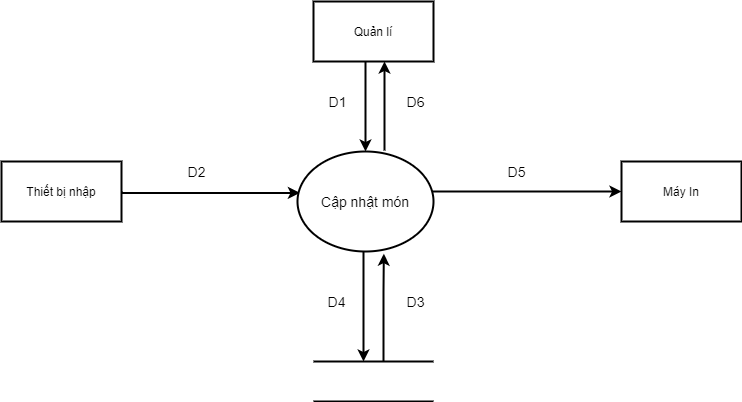 Quản lí
D1
D6
Thiết bị nhập
D2
Cập nhật món
D5
Máy In
D4
D3